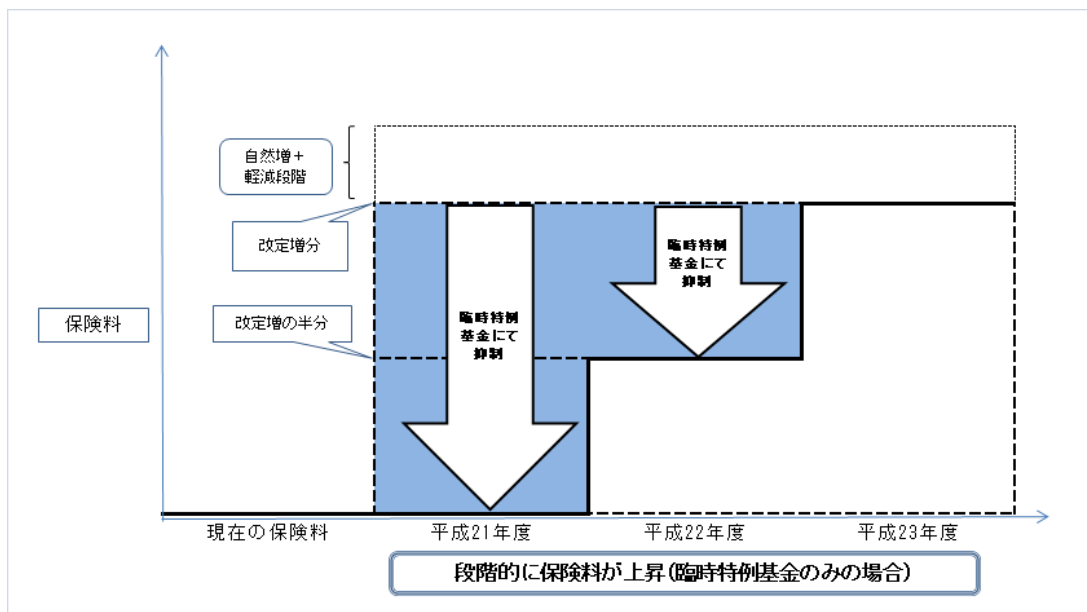 自然増＋
軽減段階
改定増分
保険料
改定増の半分
臨時特例
基金にて
抑制
臨時特例
基金にて
抑制
現在の保険料
平成21年度
平成22年度
平成23年度
段階的に保険料が上昇(臨時特例基金のみの場合)